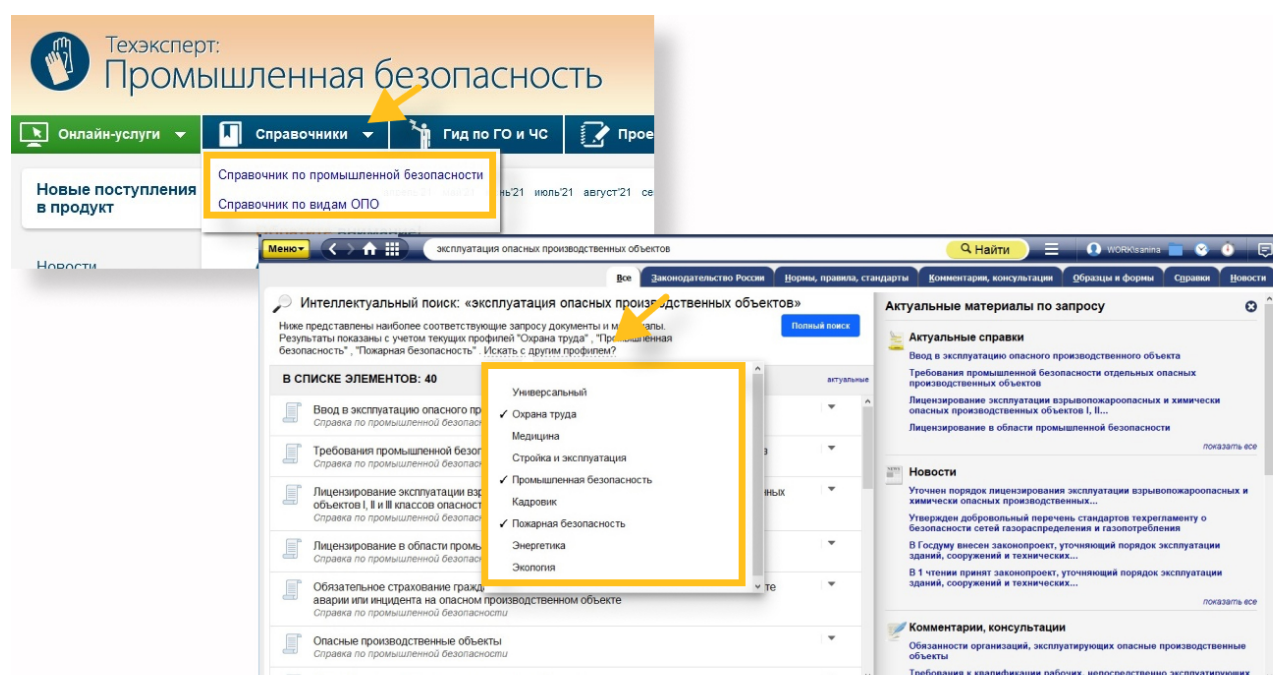 Техэксперт:
Промышленная безопасность
Онлайн-услуги
Справочники
Гид по ГО и ЧС
Прое
Справочник по промышленной безопасности
Справочник по видам ОПО
Новые поступления
в продукт
нь'21 июль'21 август'21 се
Новости
Меню
эксплуатация опасных производственных объектов
Найти
WORK\sanina
Все
Законодательство России
Нормы, правила, стандарты
Комментарии, консультации
Образцы и формы
Справки
Новости
Интеллектуальный поиск: «эксплуатация опасных производственных объектов»
Ниже представлены наиболее соответствующие запросу документы и м
Результаты показаны с учетом текущих профилей "Охрана труда" , "Промышленная
безопасность" , "Пожарная безопасность" . Искать с другим профилем?
Полный поиск
В СПИСКЕ ЭЛЕМЕНТОВ: 40
актуальные
Ввод в эксплуатацию опасного пр
Справка по промышленной безопасн
Требования промышленной безоп
Справка по промышленной безопасн
Лицензирование эксплуатации взр
нных
объектов I, II и III классов опасност
Справка по промышленной безопасн
Лицензирование в области промы
Справка по промышленной безопасн
Обязательное страхование гражд
те
аварии или инцидента на опасном производственном объекте
Справка по промышленной безопасности
Опасные производственные объекты
Справка по промышленной безопасности
Универсальный
✓ Охрана труда
Медицина
Стройка и эксплуатация
✓ Промышленная безопасность
Кадровик
✓ Пожарная безопасность
Энергетика
Экология
Актуальные материалы по запросу
Актуальные справки
Ввод в эксплуатацию опасного производственного объекта
Требования промышленной безопасности отдельных опасных
производственных объектов
Лицензирование эксплуатации взрывопожароопасных и химически
опасных производственных объектов I, II...
Лицензирование в области промышленной безопасности
показать все
Новости
Уточнен порядок лицензирования эксплуатации взрывопожароопасных и
химически опасных производственных...
Утвержден добровольный перечень стандартов техрегламенту о
безопасности сетей газораспределения и газопотребления
В Госдуму внесен законопроект, уточняющий порядок эксплуатации
зданий, сооружений и технических...
В 1 чтении принят законопроект, уточняющий порядок эксплуатации
зданий, сооружений и технических...
показать все
Комментарии, консультации
Обязанности организаций, эксплуатирующих опасные производственные
объекты
Требования к квалификации рабочих, непосредственно эксплуатирующих